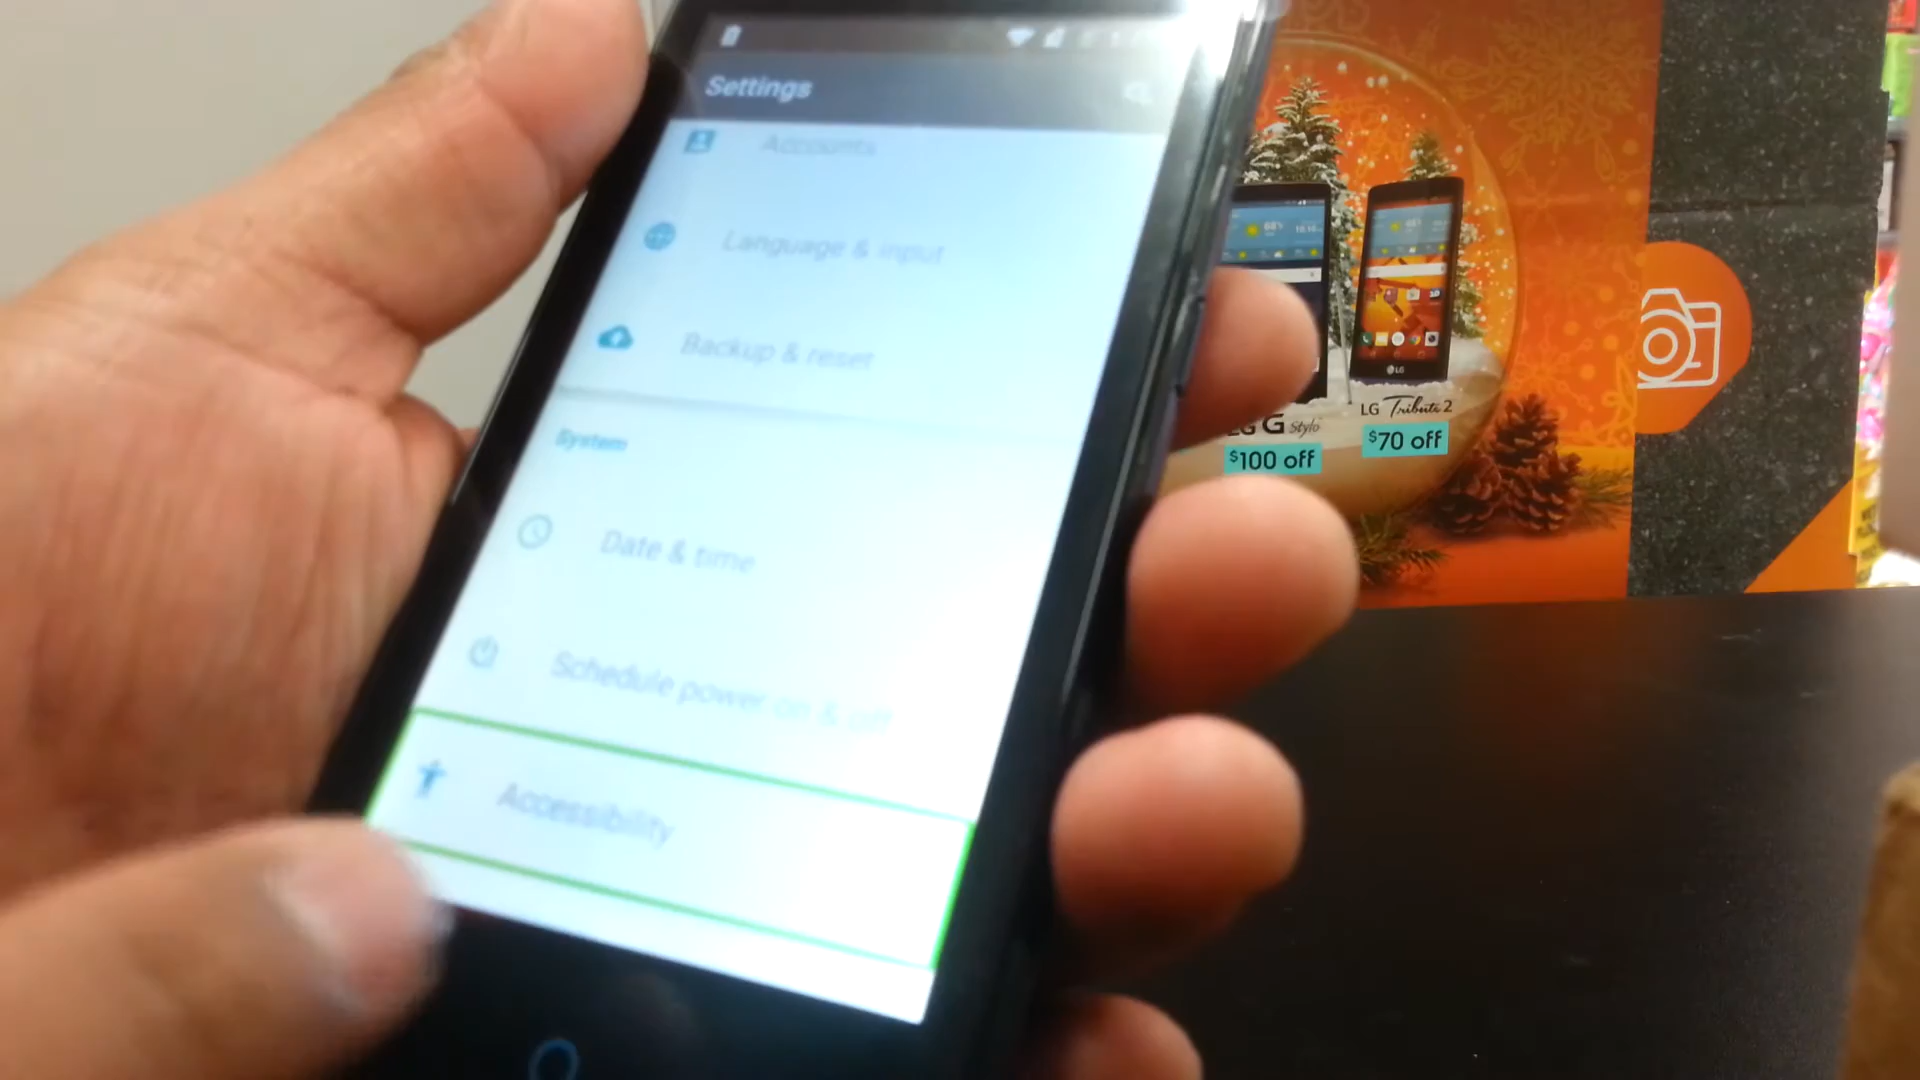 Settings
Accounts
Language & input
Backup & reset
System
Date & time
Schedule power on & off
Accessibility
LG G Stylo
$100 off
LG Tribute 2
$70 off
LG